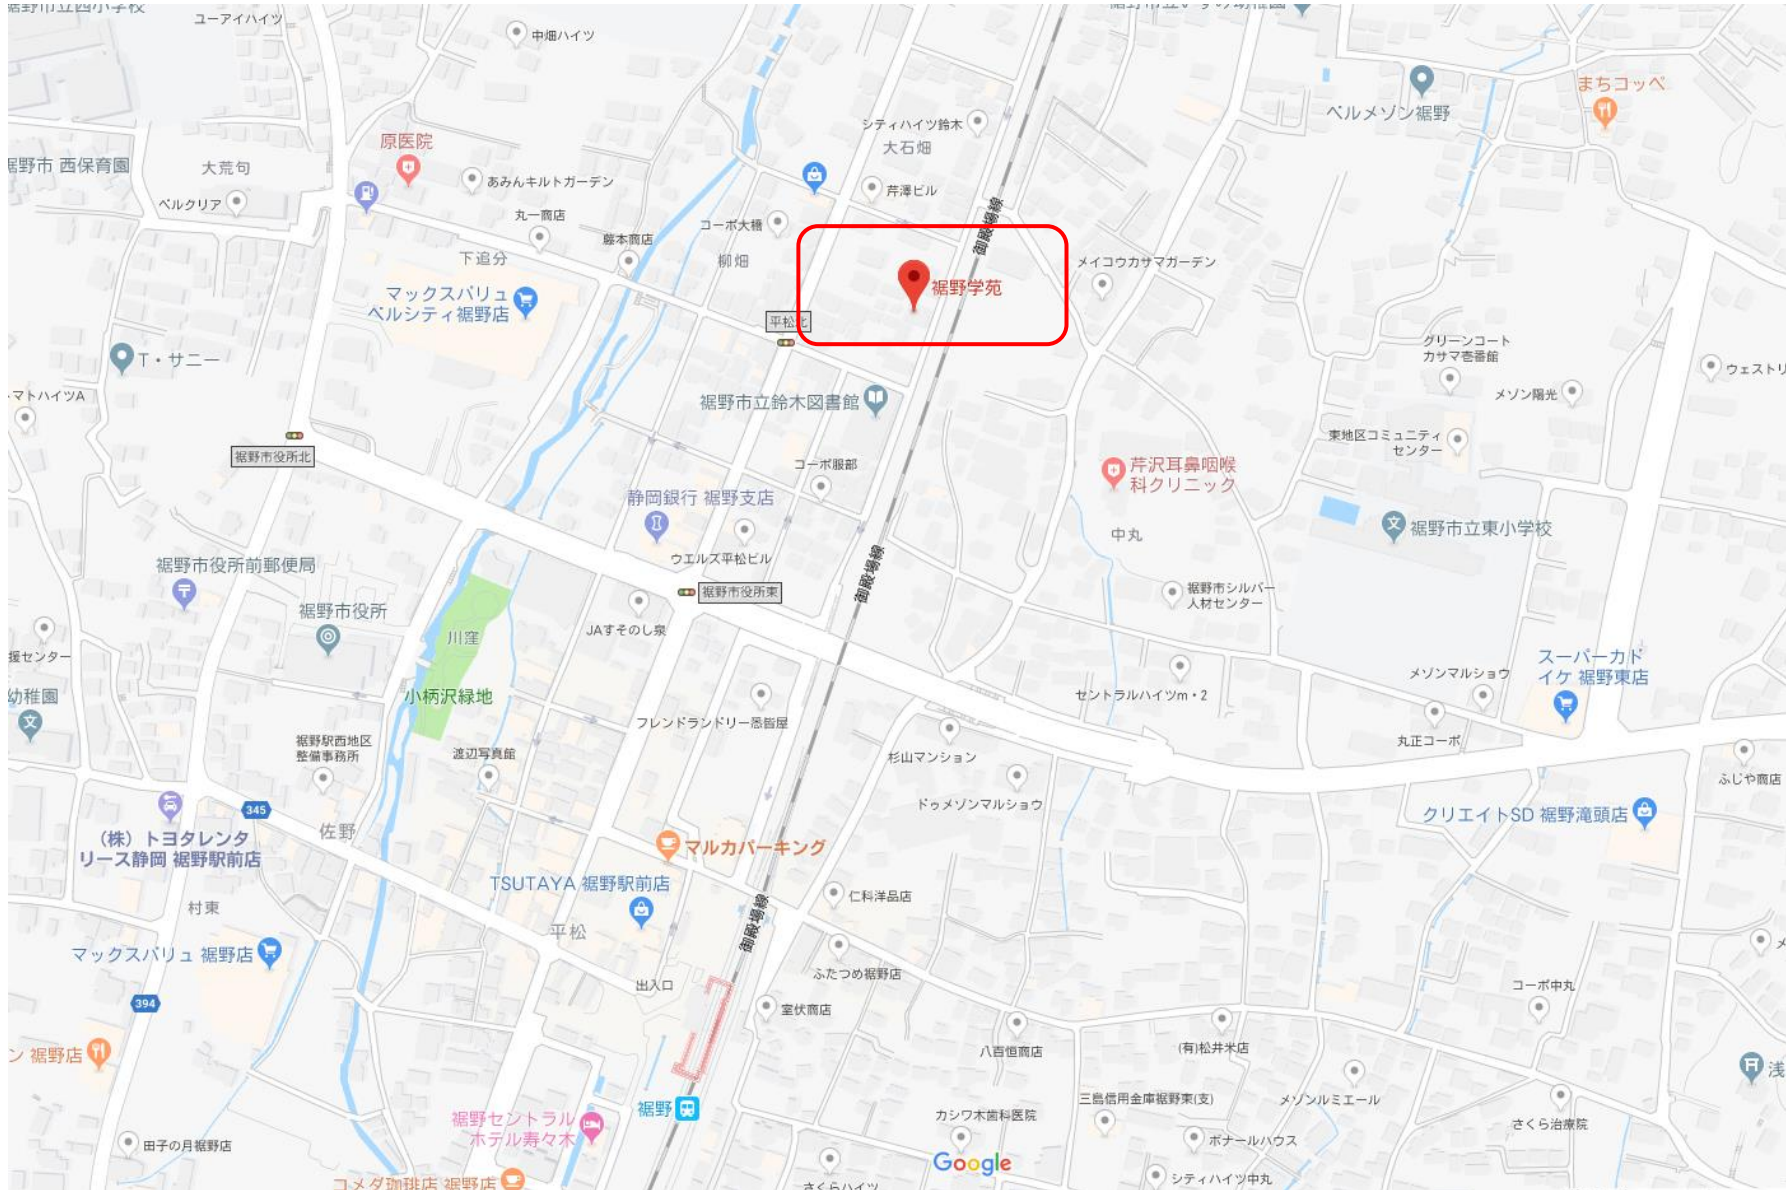 ユーアイハイツ
中畑ハイツ
まちコッペ
ベルメゾン裾野
シティハイツ鈴木
大石畑
原医院
大荒句
裾野市 西保育園
あみんキルトガーデン
芹澤ビル
ベルクリア
丸一商店
コーポ大橋
藤本商店
御殿場線
下追分
柳畑
メイコウカサマガーデン
マックスバリュ
ベルシティ裾野店
裾野学苑
平松北
T・サニー
グリーンコート
カサマ壱番館
ウェストリ
マトハイツA
裾野市立鈴木図書館
メゾン陽光
東地区コミュニティ
センター
裾野市役所北
コーポ服部
芹沢耳鼻咽喉
科クリニック
静岡銀行 裾野支店
中丸
裾野市立東小学校
ウエルズ平松ビル
裾野市役所前郵便局
御殿場線
裾野市役所東
裾野市シルバー
人材センター
裾野市役所
JAすそのし泉
川窪
援センター
スーパーカド
イケ 裾野東店
幼稚園
小柄沢緑地
セントラルハイツm・2
メゾンマルショウ
フレンドランドリー悉皆屋
裾野駅西地区
整備事務所
渡辺写真館
杉山マンション
丸正コーポ
ふじや商店
ドゥメゾンマルショウ
345
クリエイトSD 裾野滝頭店
佐野
(株)トヨタレンタ
リース静岡 裾野駅前店
マルカパーキング
TSUTAYA 裾野駅前店
仁科洋品店
村東
平松
御殿場線
マックスバリュ 裾野店
ふたつめ裾野店
出入口
コーポ中丸
394
室伏商店
ン 裾野店
八百恒商店
(有)松井米店
浅
裾野
三島信用金庫裾野東(支)
メゾンルミエール
裾野セントラル
ホテル寿々木
カシワ木歯科医院
さくら治療院
田子の月裾野店
ボナールハウス
Google
コメダ珈琲店 裾野店
さくらハイツ
シティハイツ中丸